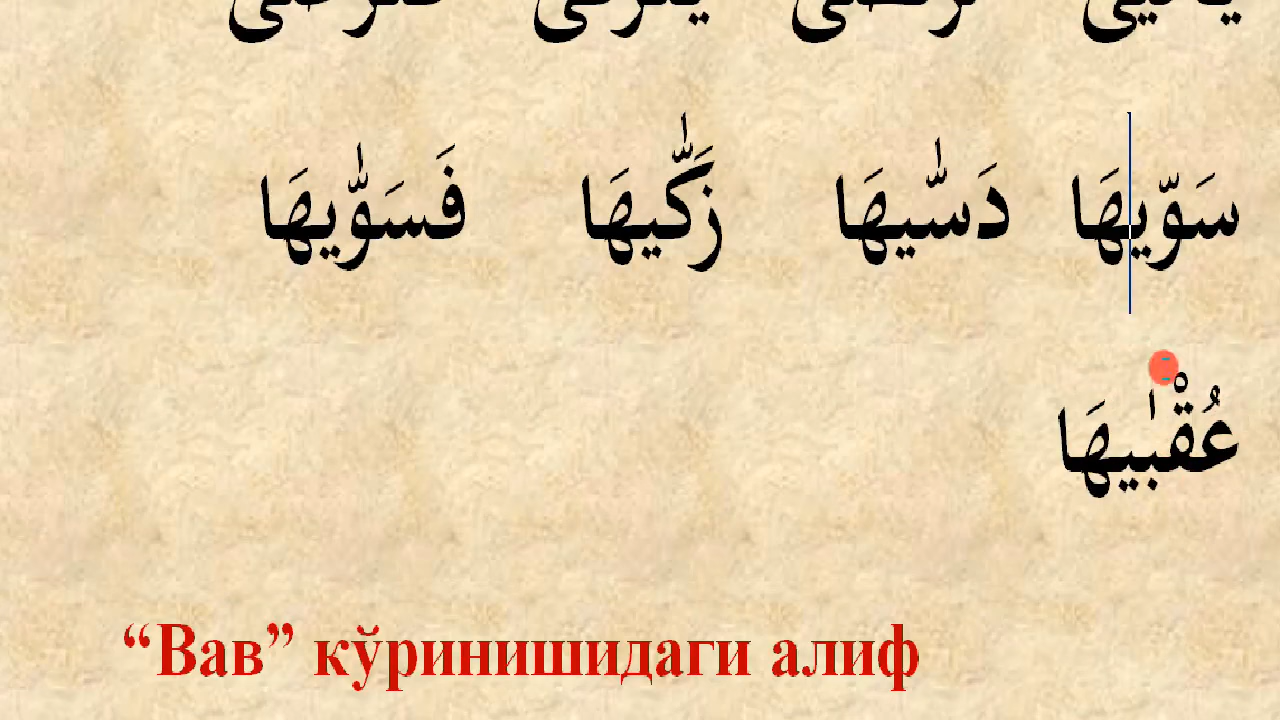 سَوّٰيهَا دَسّٰيهَا زَكّٰيهَا فَسَوّٰيهَا
عُقْبٰيهَا
“Вав” кўринишидаги алиф